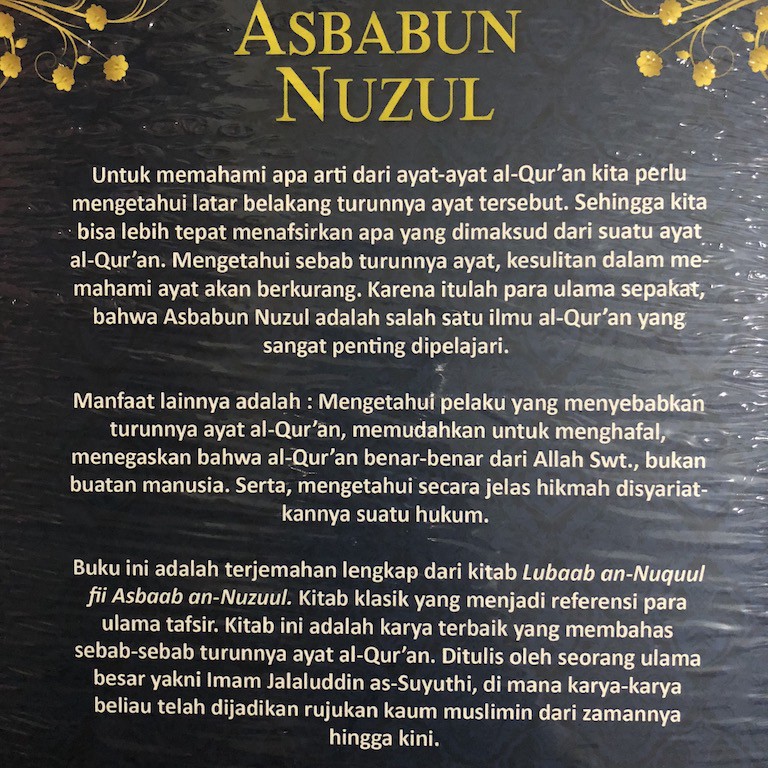 ASBABUN
NUZUL
Untuk memahami apa arti dari ayat-ayat al-Qur'an kita perlu
mengetahui latar belakang turunnya ayat tersebut. Sehingga kita
bisa lebih tepat menafsirkan apa yang dimaksud dari suatu ayat
al-Qur'an. Mengetahui sebab turunnya ayat, kesulitan dalam me-
mahami ayat akan berkurang. Karena itulah para ulama sepakat,
bahwa Asbabun Nuzul adalah salah satu ilmu al-Qur'an yang
sangat penting dipelajari.
Manfaat lainnya adalah : Mengetahui pelaku yang menyebabkan
turunnya ayat al-Qur'an, memudahkan untuk menghafal,
menegaskan bahwa al-Qur'an benar-benar dari Allah Swt., bukan
buatan manusia. Serta, mengetahui secara jelas hikmah disyariat-
kannya suatu hukum.
Buku ini adalah terjemahan lengkap dari kitab Lubaab an-Nuquul
fii Asbaab an-Nuzuul. Kitab klasik yang menjadi referensi para
ulama tafsir. Kitab ini adalah karya terbaik yang membahas
sebab-sebab turunnya ayat al-Qur'an. Ditulis oleh seorang ulama
besar yakni Imam Jalaluddin as-Suyuthi, di mana karya-karya
beliau telah dijadikan rujukan kaum muslimin dari zamannya
hingga kini.